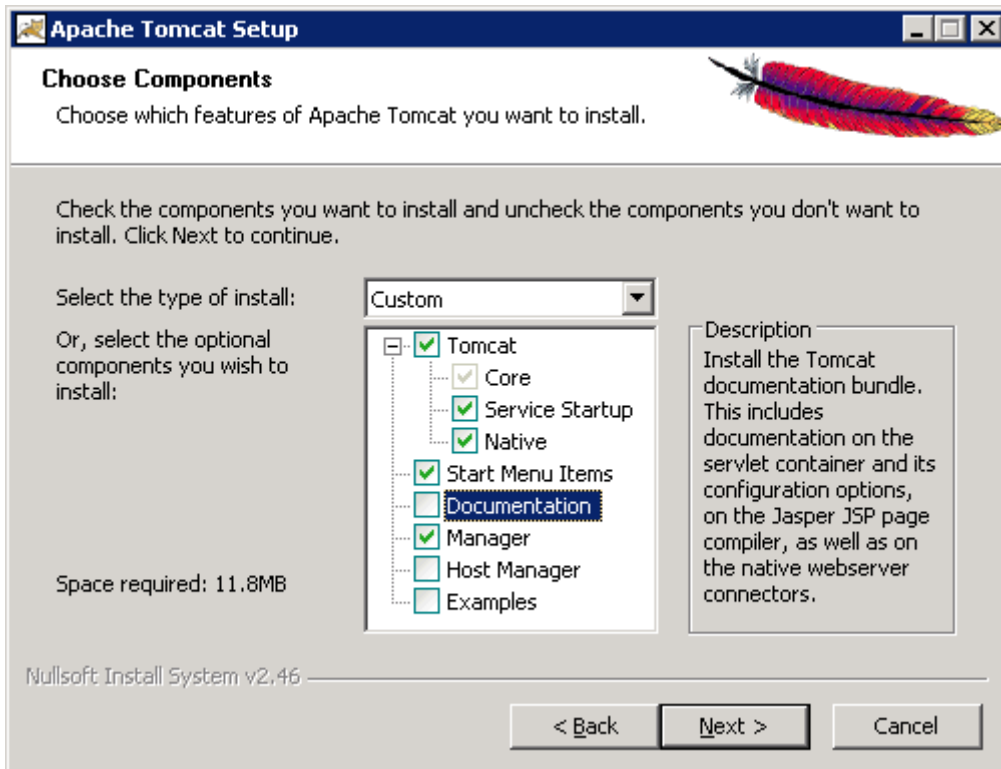 Apache Tomcat Setup
Choose Components
Choose which features of Apache Tomcat you want to install.
Check the components you want to install and uncheck the components you don't want to
install. Click Next to continue.
Select the type of install:
Custom
Or, select the optional
components you wish to
install:
Tomcat
Core
Service Startup
Native
Start Menu Items
Documentation
Manager
Host Manager
Examples
Description
Install the Tomcat
documentation bundle.
This includes
documentation on the
servlet container and its
configuration options,
on the Jasper JSP page
compiler, as well as on
the native webserver
connectors.
Space required: 11.8MB
Nullsoft Install System v2.46
< Back
Next >
Cancel